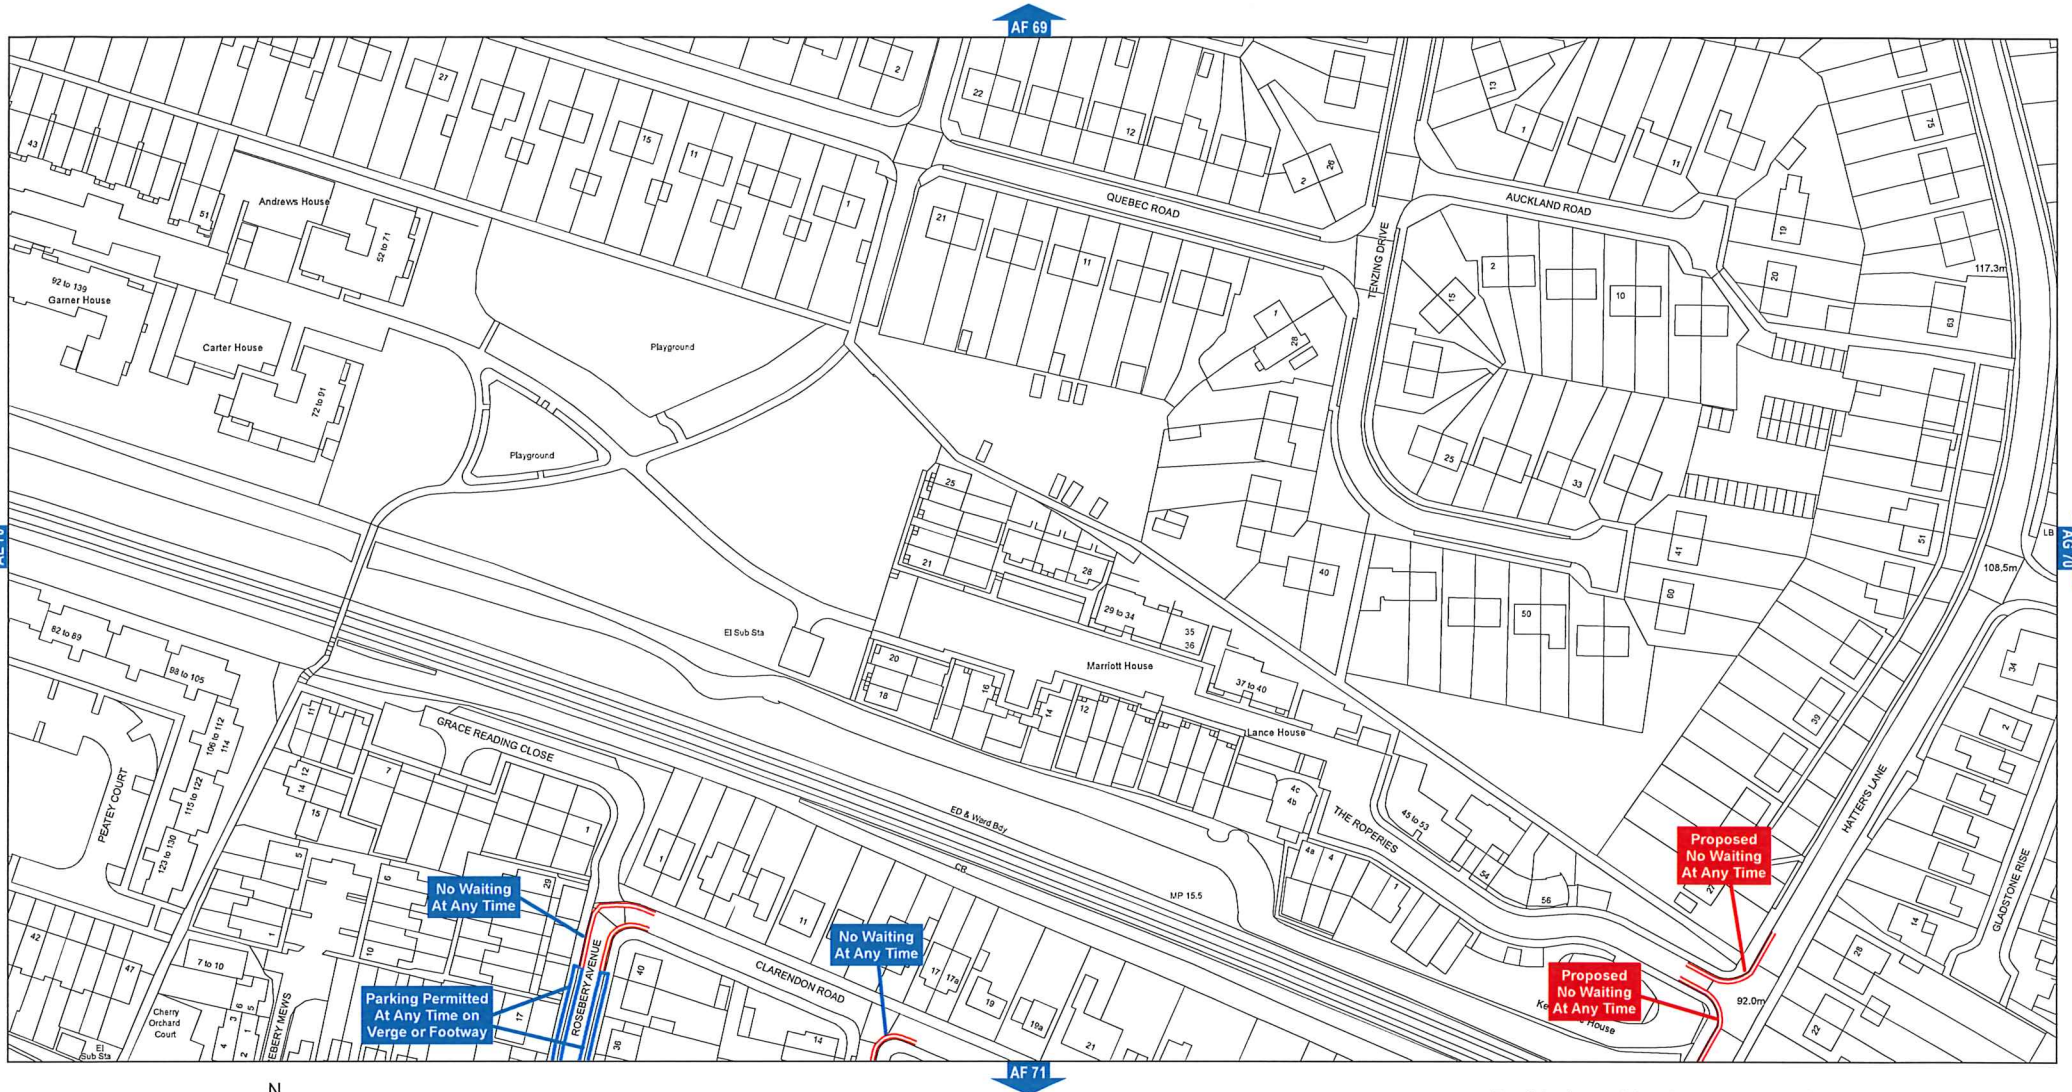 AF 69
27
2
22
12
13
1
11
75
43
15
11
2
26
Andrews House
51
1
QUEBEC ROAD
AUCKLAND ROAD
52 to 71
21
TENZING DRIVE
19
92 to 139
Garner House
11
2
15
10
20
117.3m
63
Carter House
Playground
1
28
72 to 91
Playground
25
25
33
51
LB
AG 70
21
28
40
41
108.5m
60
29 to 34
50
82 to 89
El Sub Sta
35
36
98 to 105
20
Marriott House
34
18
16
37 to 40
11
14
12
39
2
106 to 112
114
GRACE READING CLOSE
Lance House
PEATEY COURT
115 to 122
12
14
7
4c
4b
HATTER'S LANE
15
1
ED & Ward Bdy
THE ROPERIES
45 to 53
Proposed
No Waiting
At Any Time
123 to 130
5
1
CR
4a
4
1
54
27
GLADSTONE RISE
6
29
No Waiting
At Any Time
MP 15.5
56
11
14
42
1
No Waiting
At Any Time
47
7 to 10
10
ROSEBERY AVENUE
40
CLARENDON ROAD
17
17a
28
Parking Permitted
At Any Time on
Verge or Footway
19
Proposed
No Waiting
At Any Time
92.0m
Cherry
Orchard
Court
6
5
3
1
4
2
EBERY MEWS
17
36
14
19a
21
House
22
El
Sub Sta
AF 71
N